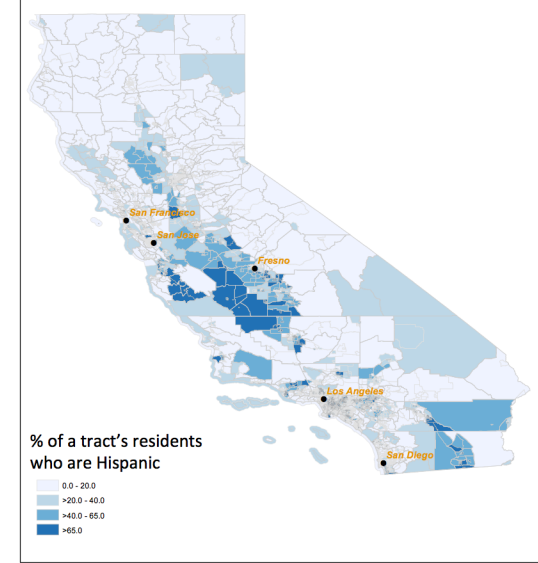 San Francisco
San Jose
Fresno
Los Angeles
San Diego
% of a tract's residents
who are Hispanic
0.0 - 20.0
>20.0 - 40.0
>40.0 - 65.0
>65.0